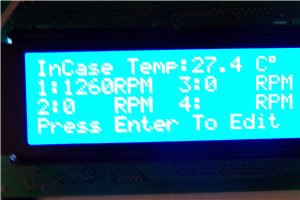 InCase Temp:27.4 C°
1:1260RPM 3:0 RPM
2:0 RPM 4: RPM
Press Enter To Edit